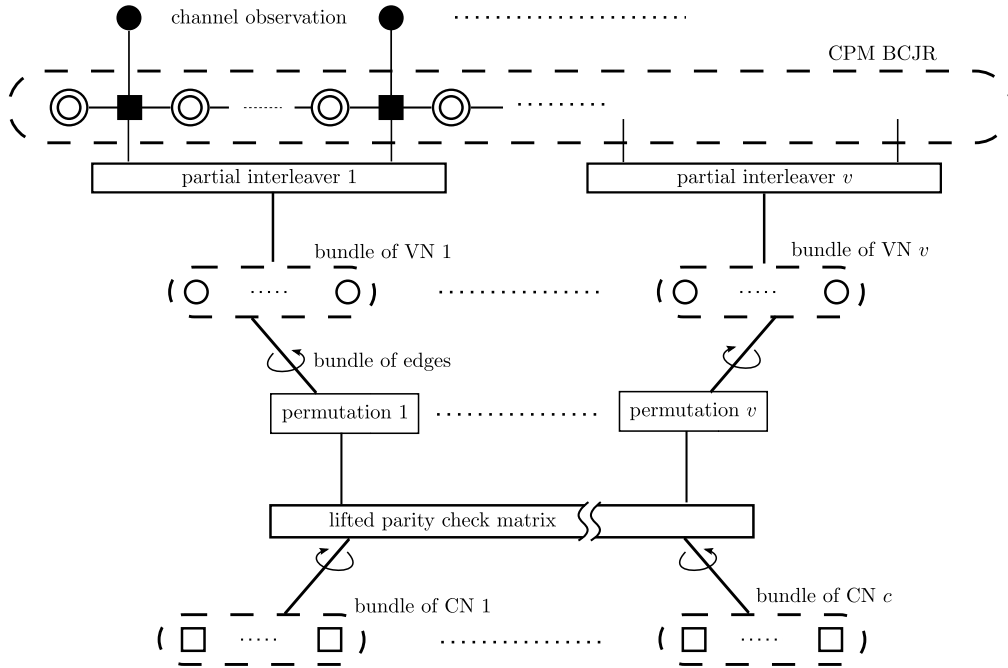 channel observation
CPM BCJR
partial interleaver 1
partial interleaver v
bundle of VN 1
bundle of VN v
bundle of edges
permutation 1
permutation v
lifted parity check matrix
bundle of CN 1
bundle of CN c